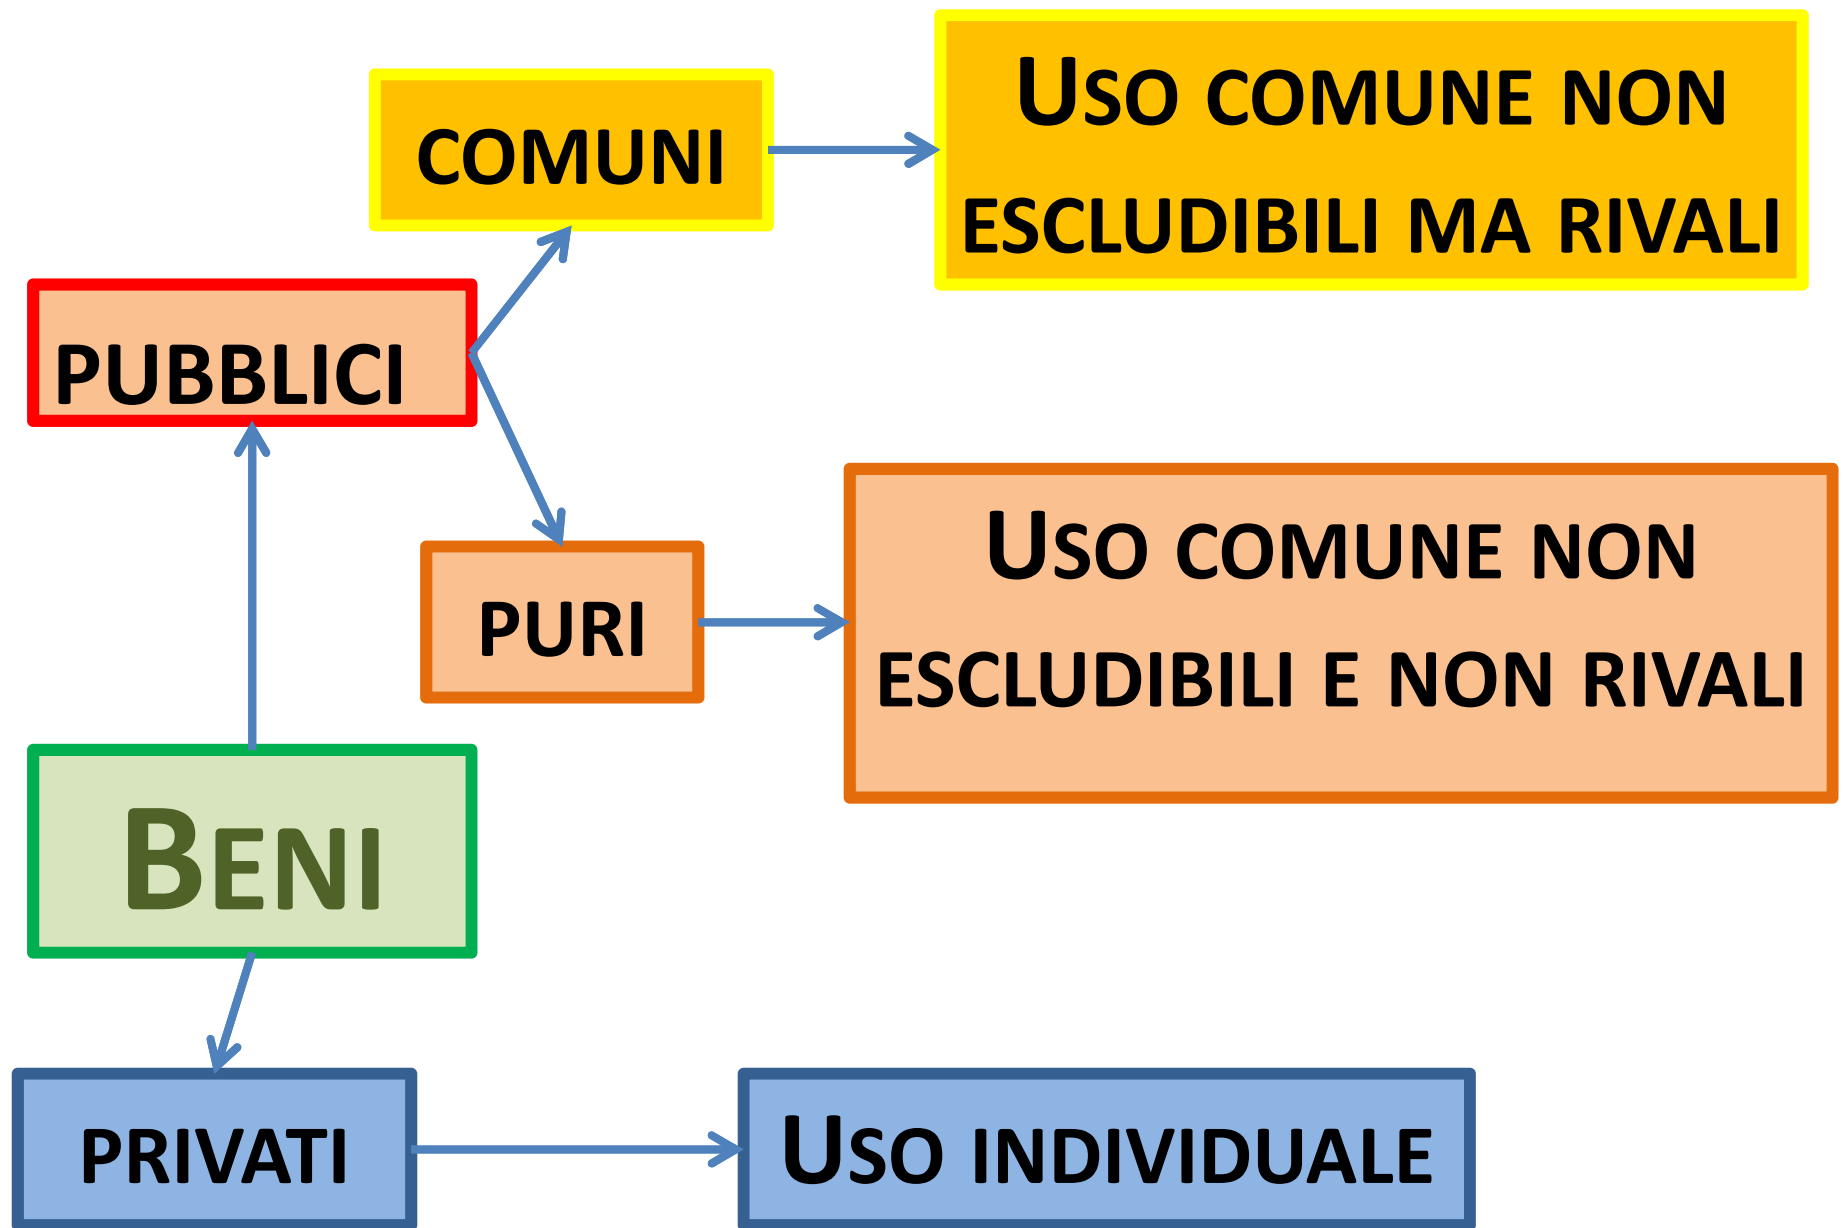 COMUNI
USO COMUNE NON
ESCLUDIBILI MA RIVALI
PUBBLICI
PURI
USO COMUNE NON
ESCLUDIBILI E NON RIVALI
BENI
PRIVATI
USO INDIVIDUALE